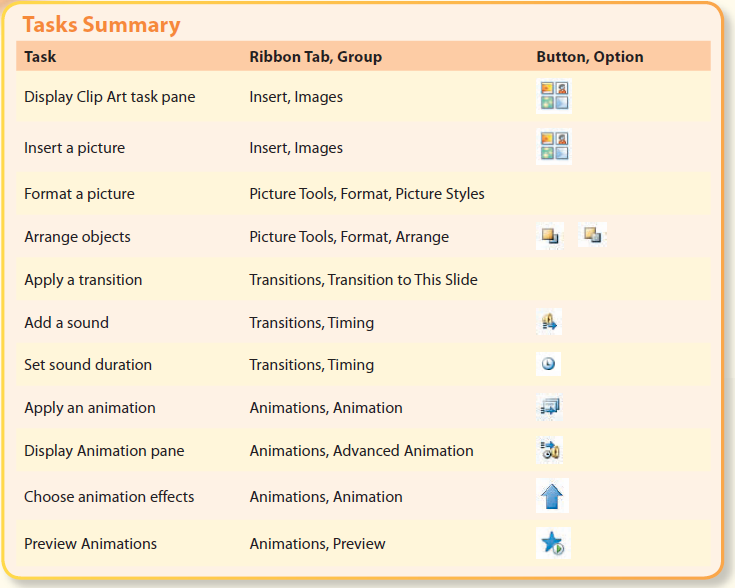 Tasks Summary
Task Ribbon Tab, Group Button, Option
Display Clip Art task pane Insert, Images
Insert a picture Insert, Images
Format a picture Picture Tools, Format, Picture Styles
Arrange objects Picture Tools, Format, Arrange
Apply a transition Transitions, Transition to This Slide
Add a sound Transitions, Timing
Set sound duration Transitions, Timing
Apply an animation Animations, Animation
Display Animation pane Animations, Advanced Animation
Choose animation effects Animations, Animation
Preview Animations Animations, Preview